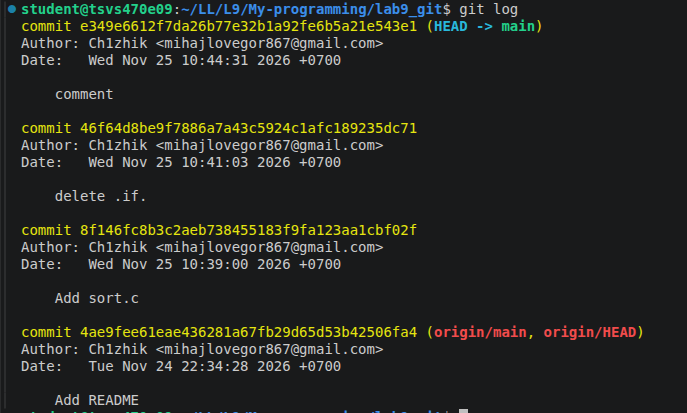 student@tsvs470e09:~/LL/L9/My-programming/lab9_git$ git log
commit e349e6612f7da26b77e32b1a92fe6b5a21e543e1 (HEAD -> main)
Author: Ch1zhik <mihajlovegor867@gmail.com>
Date:   Wed Nov 25 10:44:31 2026 +0700
comment
commit 46f64d8be9f7886a7a43c5924c1afc189235dc71
Author: Ch1zhik <mihajlovegor867@gmail.com>
Date:   Wed Nov 25 10:41:03 2026 +0700
delete .if.
commit 8f146fc8b3c2aeb738455183f9fa123aa1cbf02f
Author: Ch1zhik <mihajlovegor867@gmail.com>
Date:   Wed Nov 25 10:39:00 2026 +0700
Add sort.c
commit 4ae9fee61eae436281a67fb29d65d53b42506fa4 (origin/main, origin/HEAD)
Author: Ch1zhik <mihajlovegor867@gmail.com>
Date:   Tue Nov 24 22:34:28 2026 +0700
Add README